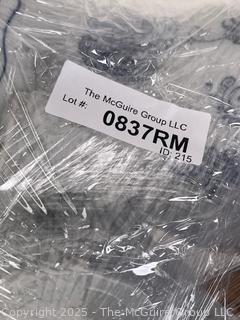 The McGuire Group LLC
Lot #:
0837RM
ID: 215
Copyright 2025 - The McGuire Group LLC